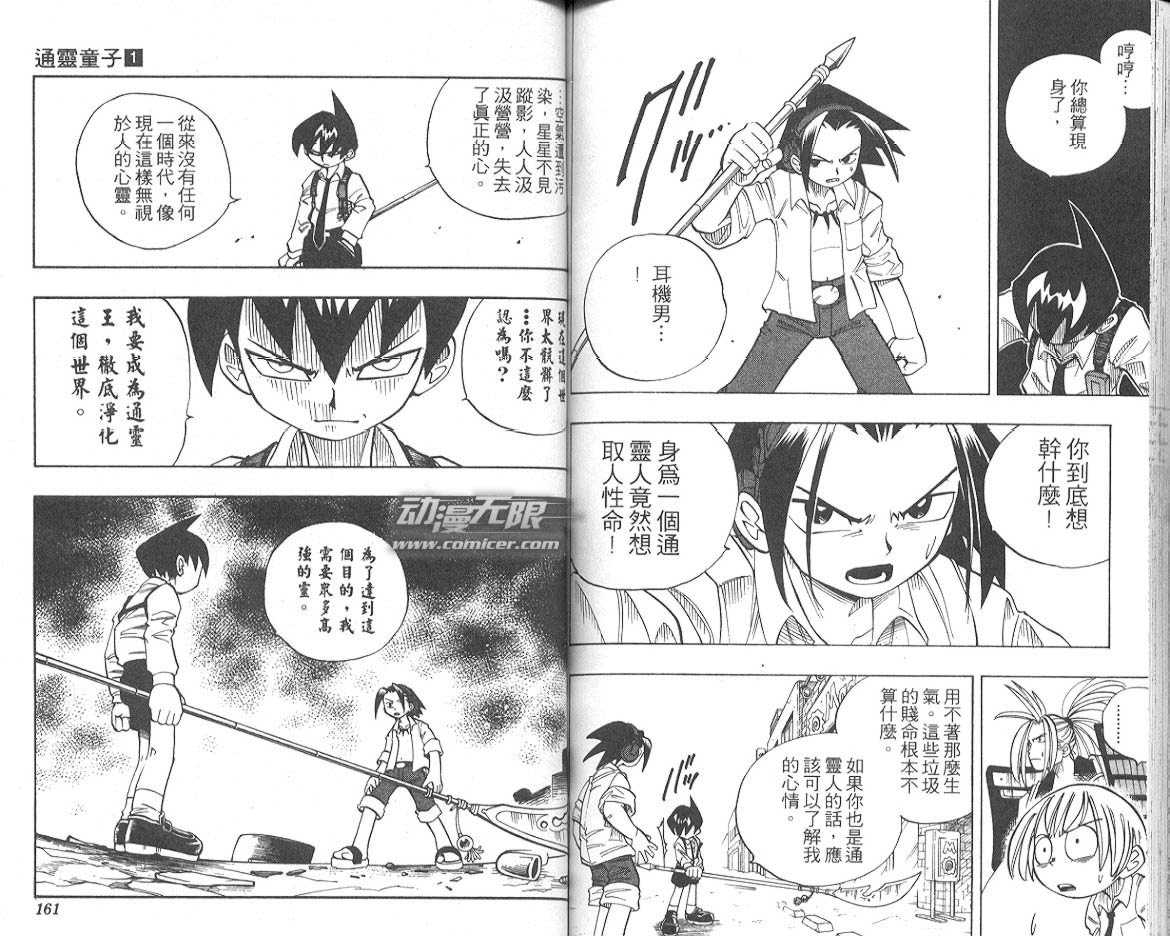 哼哼…
你總算現
身了，
耳機男…
！
你到底想
幹什麼！
身爲一個通
靈人竟然想
取人性命！
………
用不著那麼生
氣。這些垃圾
的賤命根本不
算什麼。
如果你也是通
靈人的話，應
該可以了解我
的心情。
MO
通靈童子1
…空氣遭到污
染，星星不見
蹤影，人人汲
汲營營，失去
了眞正的心。
從來沒有任何
一個時代，像
現在這樣無視
於人的心靈。
現在這個世
界太骯髒了
…你不這麼
認為嗎？
我要成為通靈
王，徹底淨化
這個世界。
為了達到這
個目的，我
需要眾多高
強的靈。
动漫无限
www.comicer.com
161